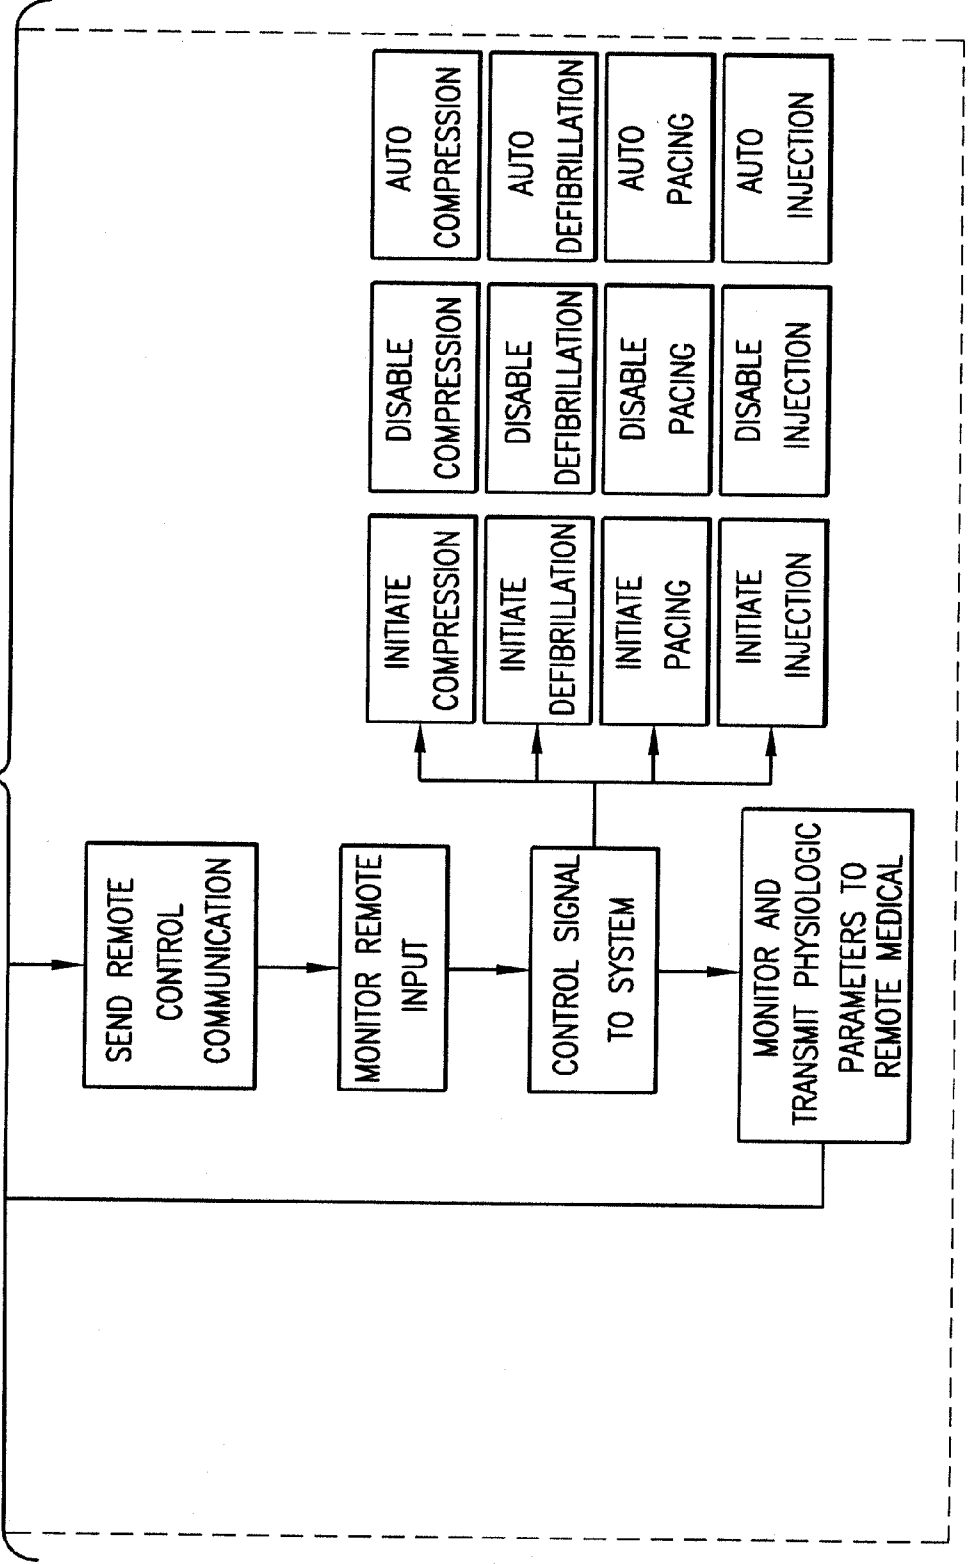 SEND REMOTE
CONTROL
COMMUNICATION
MONITOR REMOTE
INPUT
CONTROL SIGNAL
TO SYSTEM
MONITOR AND
TRANSMIT PHYSIOLOGIC
PARAMETERS TO
REMOTE MEDICAL
INITIATE
COMPRESSION
DISABLE
COMPRESSION
AUTO
COMPRESSION
INITIATE
DEFIBRILLATION
DISABLE
DEFIBRILLATION
AUTO
DEFIBRILLATION
INITIATE
PACING
DISABLE
PACING
AUTO
PACING
INITIATE
INJECTION
DISABLE
INJECTION
AUTO
INJECTION